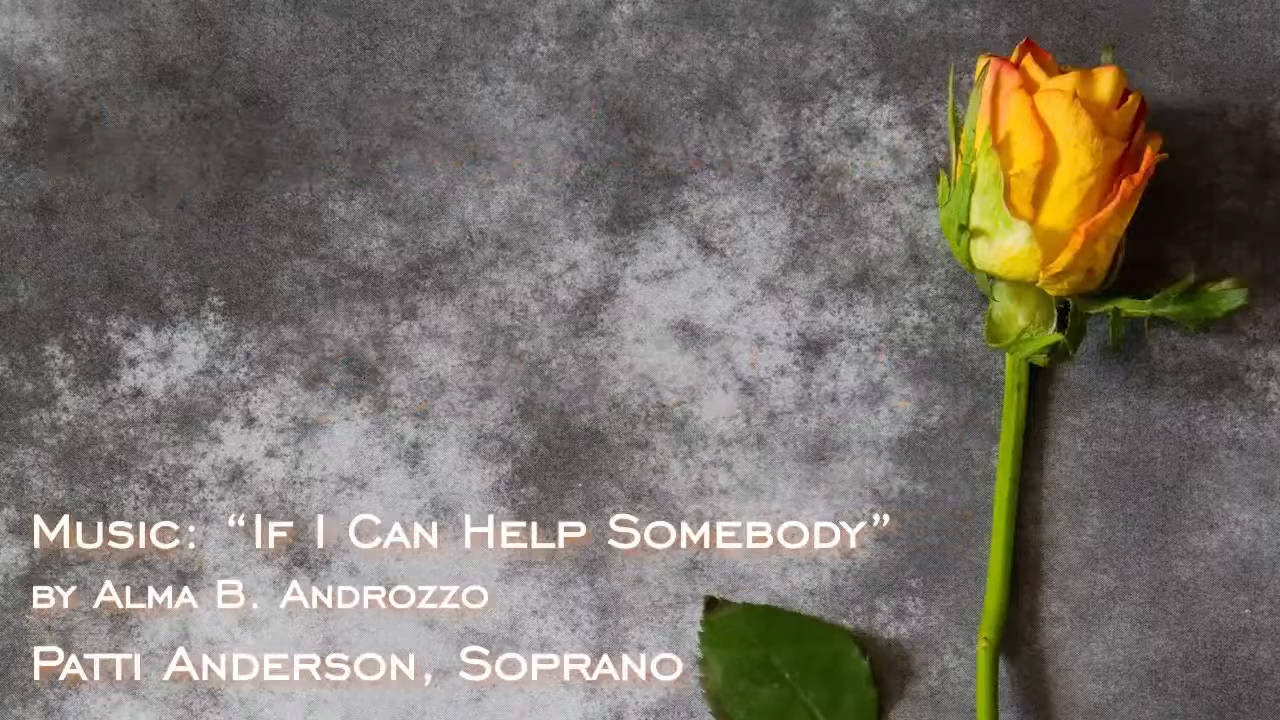 Music: “If I Can Help Somebody”
by Alma B. Androzzo
Patti Anderson, Soprano